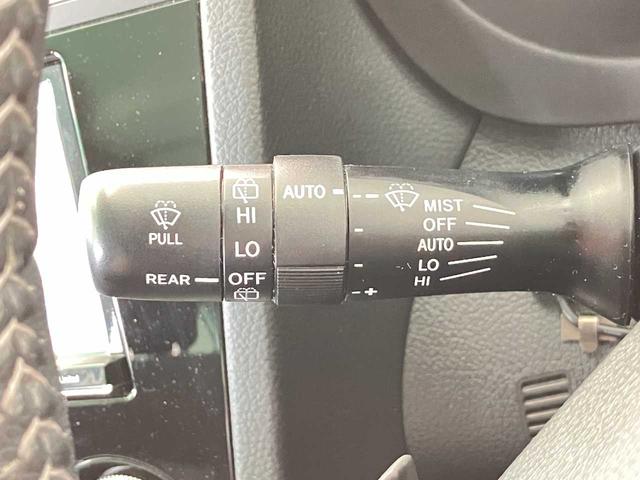 PULL
REAR
HI
LO
OFF
AUTO
--
-
-
-+
MIST
OFF
AUTO
LO
HI